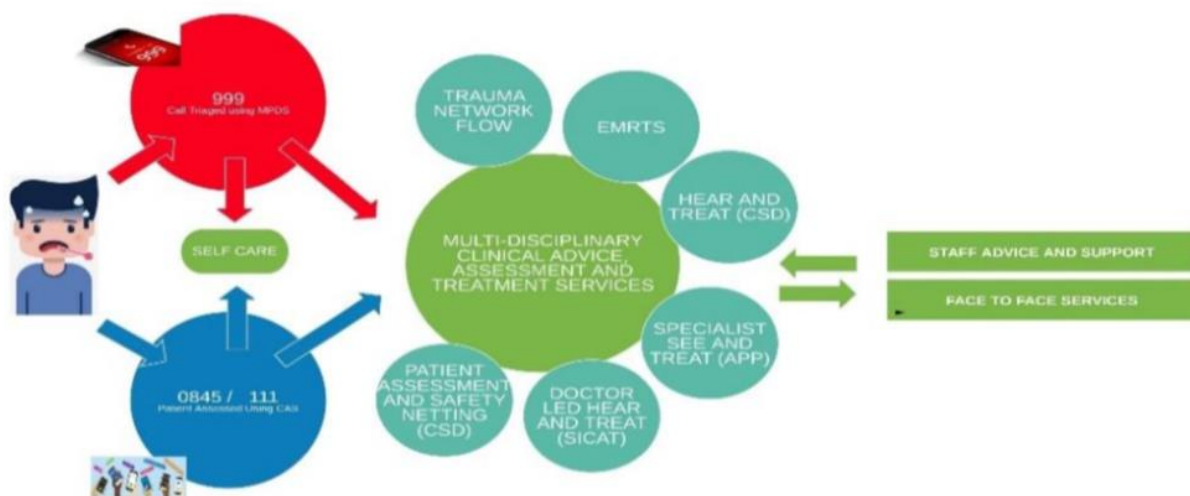 999
999
Call Triaged using MPDS
SELF CARE
0845 / 111
Patient Assessed Using CAS
TRAUMA
NETWORK
FLOW
EMRTS
HEAR AND
TREAT (CSD)
MULTI-DISCIPLINARY
CLINICAL ADVICE,
ASSESSMENT AND
TREATMENT SERVICES
SPECIALIST
SEE AND
TREAT (APP)
DOCTOR
LED HEAR
AND TREAT
(SICAT)
PATIENT
ASSESSMENT
AND SAFETY
NETTING
(CSD)
STAFF ADVICE AND SUPPORT
FACE TO FACE SERVICES